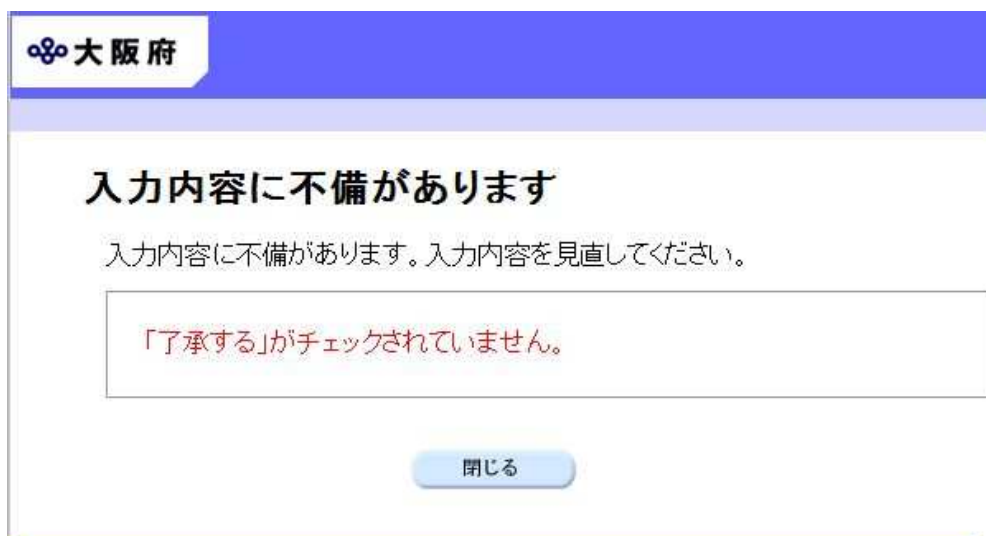 大阪府
入力内容に不備があります
入力内容に不備があります。入力内容を見直してください。
「了承する」がチェックされていません。
閉じる